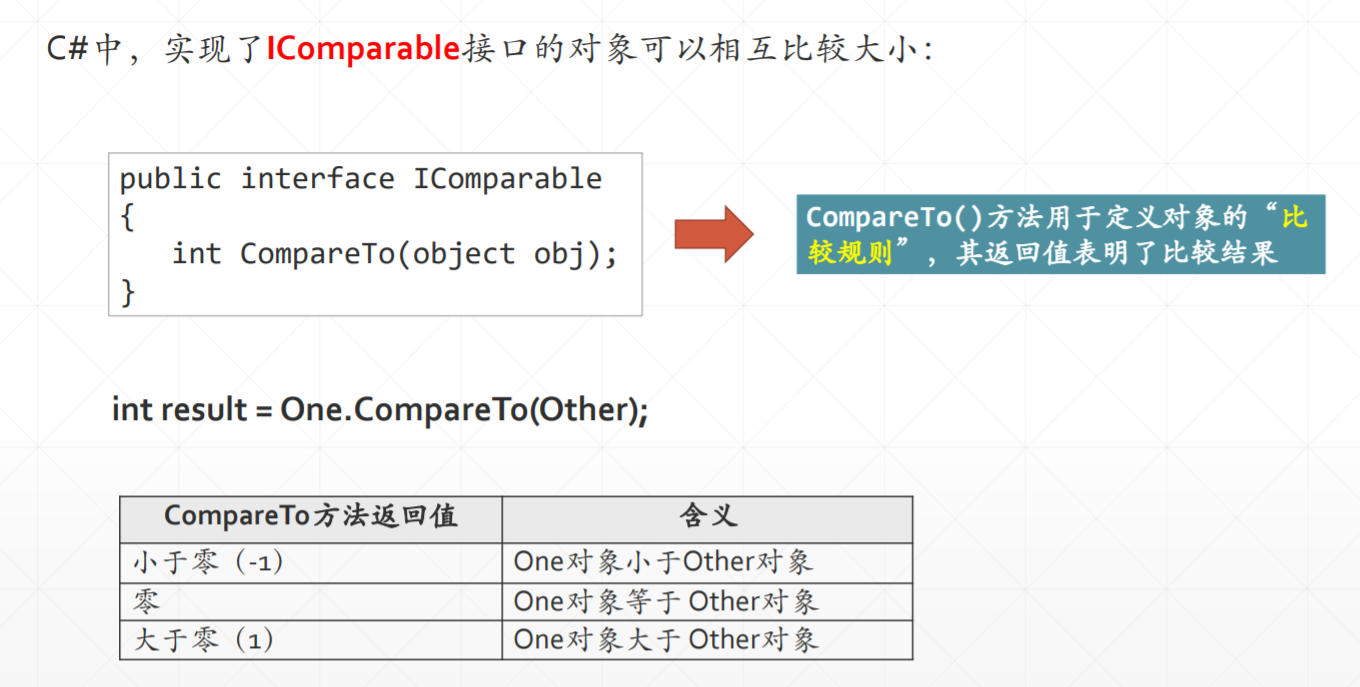 C#中，实现了IComparable接口的对象可以相互比较大小：
public interface IComparable
{
int CompareTo(object obj);
}
CompareTo()方法用于定义对象的“比
较规则”，其返回值表明了比较结果
int result = One.CompareTo(Other);
CompareTo方法返回值 含义
小于零（-1） One对象小于Other对象
零 One对象等于 Other对象
大于零（1） One对象大于 Other对象